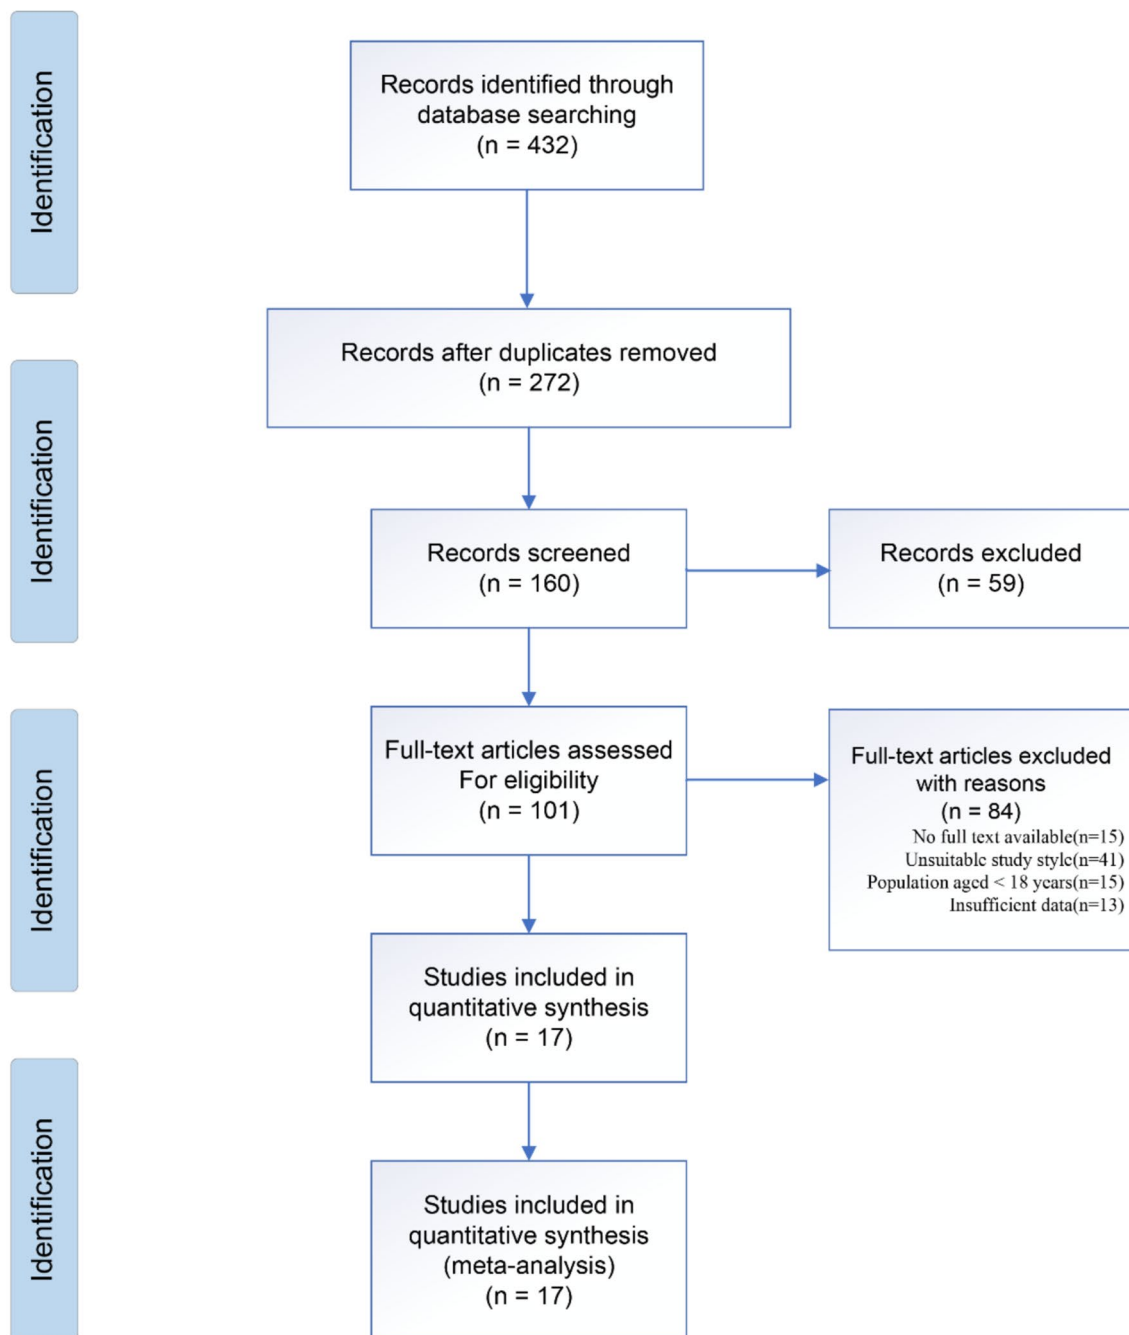 Identification
Records identified through
database searching
(n = 432)
Identification
Records after duplicates removed
(n = 272)
Records screened
(n = 160)
Records excluded
(n = 59)
Identification
Full-text articles assessed
For eligibility
(n = 101)
Full-text articles excluded
with reasons
(n = 84)
No full text available(n=15)
Unsuitable study style(n=41)
Population aged < 18 years(n=15)
Insufficient data(n=13)
Studies included in
quantitative synthesis
(n = 17)
Identification
Studies included in
quantitative synthesis
(meta-analysis)
(n = 17)